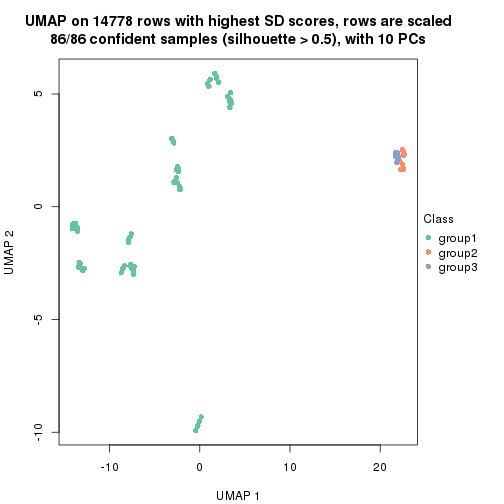 UMAP on 14778 rows with highest SD scores, rows are scaled
86/86 confident samples (silhouette > 0.5), with 10 PCs
5
0
-5
-10
UMAP 2
-10
0
10
20
UMAP 1
Class
group1
group2
group3